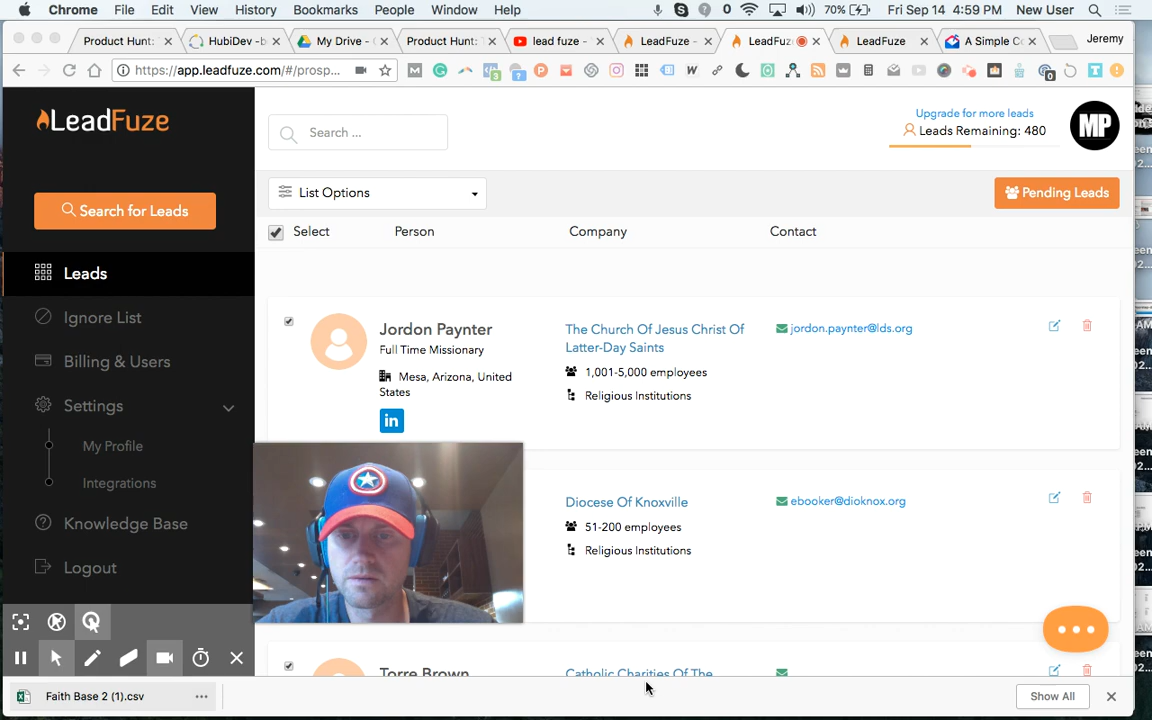 Chrome File Edit View History Bookmarks People Window Help 0 70% Fri Sep 14 4:59 PM New User
Product Hunt: HubiDev - My Drive - Product Hunt: lead fuze - LeadFuze - LeadFuz LeadFuze A Simple Jeremy
https://app.leadfuze.com/#/prosp...
LeadFuze
Search ...
Upgrade for more leads
Leads Remaining: 480
MP
Search for Leads
List Options
Pending Leads
Select Person Company Contact
Leads
Ignore List
Billing & Users
Settings
My Profile
Integrations
Knowledge Base
Logout
Jordon Paynter
Full Time Missionary
Mesa, Arizona, United
States
in
The Church Of Jesus Christ Of
Latter-Day Saints
1,001-5,000 employees
Religious Institutions
jordon.paynter@lds.org
Diocese Of Knoxville
51-200 employees
Religious Institutions
ebooker@dioknox.org
Torre Brown
Catholic Charities Of The
Faith Base 2 (1).csv
Show All